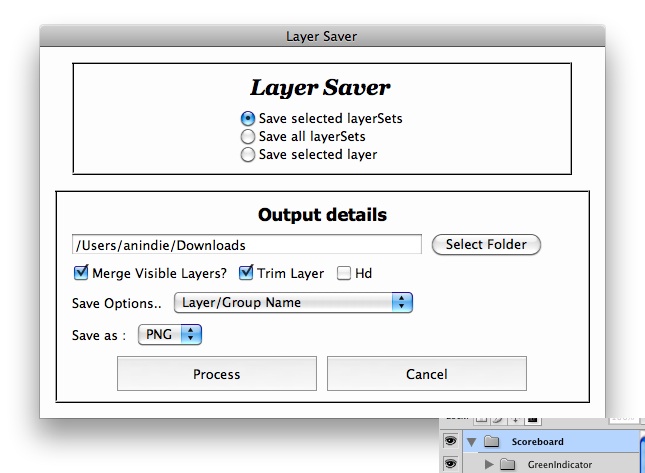 Layer Saver
Layer Saver
Save selected layerSets
Save all layerSets
Save selected layer
Output details
/Users/anindie/Downloads Select Folder
Merge Visible Layers? Trim Layer Hd
Save Options.. Layer/Group Name
Save as : PNG
Process Cancel
Scoreboard
GreenIndicator